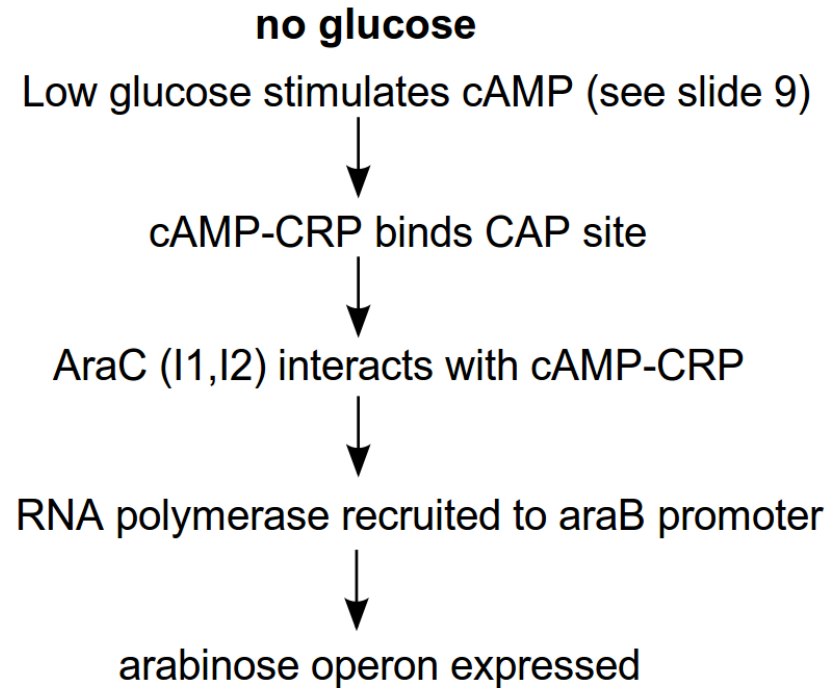 no glucose
Low glucose stimulates cAMP (see slide 9)
cAMP-CRP binds CAP site
AraC (I1,I2) interacts with cAMP-CRP
RNA polymerase recruited to araB promoter
arabinose operon expressed